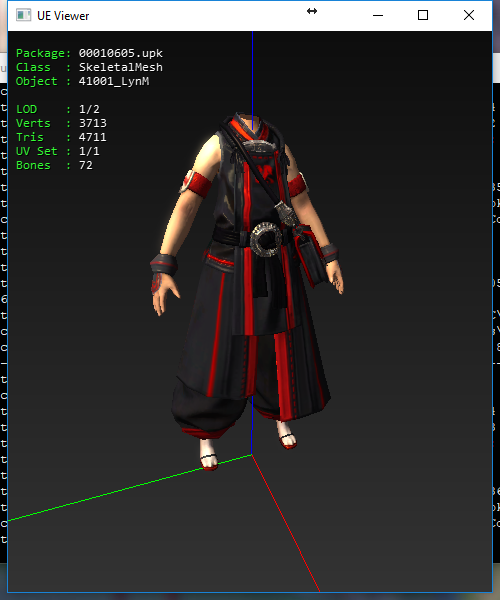 UE Viewer
Package: 00010605.upk
Class  : SkeletalMesh
Object : 41001_LynM
LOD    : 1/2
Verts  : 3713
Tris   : 4711
UV Set : 1/1
Bones  : 72